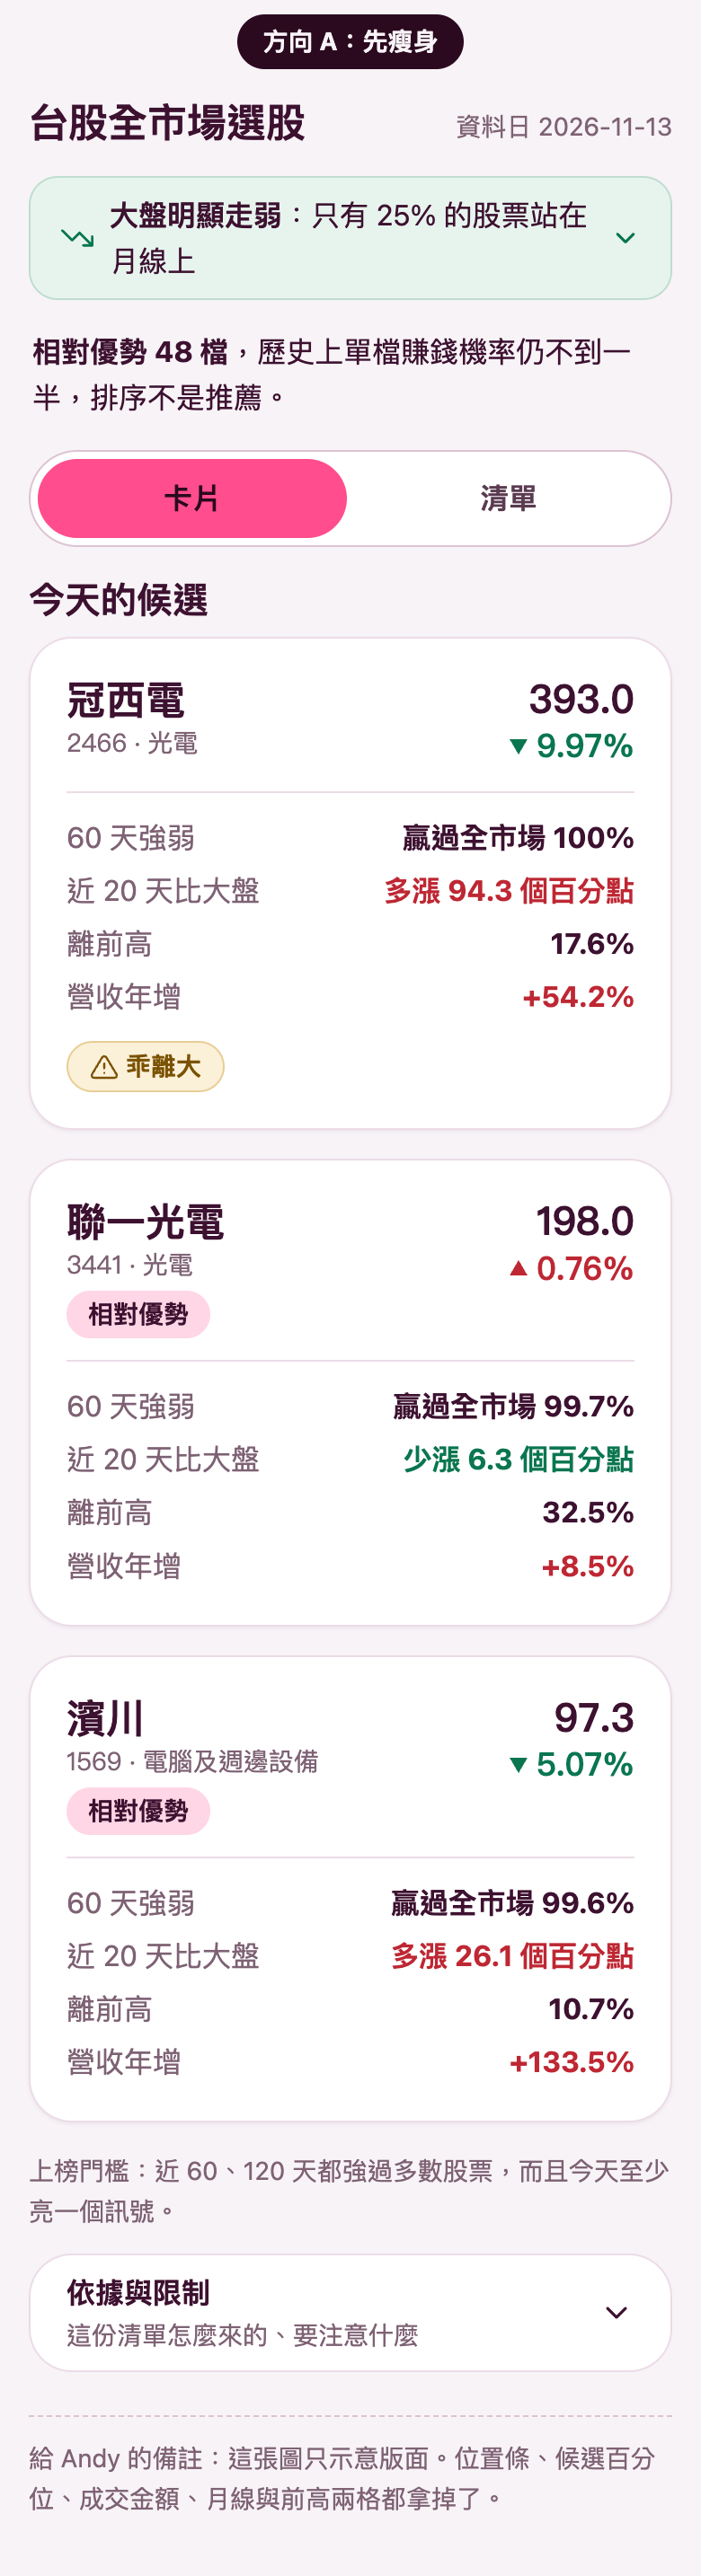 方向 A：先瘦身
台股全市場選股
資料日 2026-11-13
大盤明顯走弱：只有 25% 的股票站在
月線上
相對優勢 48 檔，歷史上單檔賺錢機率仍不到一
半，排序不是推薦。
卡片
清單
今天的候選
冠西電
393.0
2466 · 光電
▼ 9.97%
60 天強弱
贏過全市場 100%
近 20 天比大盤
多漲 94.3 個百分點
離前高
17.6%
營收年增
+54.2%
乖離大
聯一光電
198.0
3441 · 光電
▲ 0.76%
相對優勢
60 天強弱
贏過全市場 99.7%
近 20 天比大盤
少漲 6.3 個百分點
離前高
32.5%
營收年增
+8.5%
濱川
97.3
1569 · 電腦及週邊設備
▼ 5.07%
相對優勢
60 天強弱
贏過全市場 99.6%
近 20 天比大盤
多漲 26.1 個百分點
離前高
10.7%
營收年增
+133.5%
上榜門檻：近 60、120 天都強過多數股票，而且今天至少
亮一個訊號。
依據與限制
這份清單怎麼來的、要注意什麼
給 Andy 的備註：這張圖只示意版面。位置條、候選百分
位、成交金額、月線與前高兩格都拿掉了。